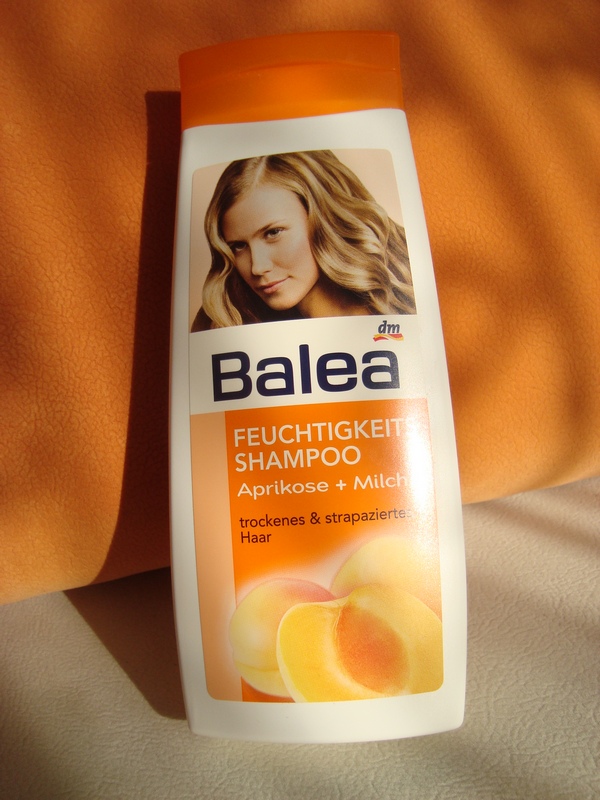 dm
Balea
FEUCHTIGKEITS
SHAMPOO
Aprikose + Milch
trockenes & strapaziertes
Haar